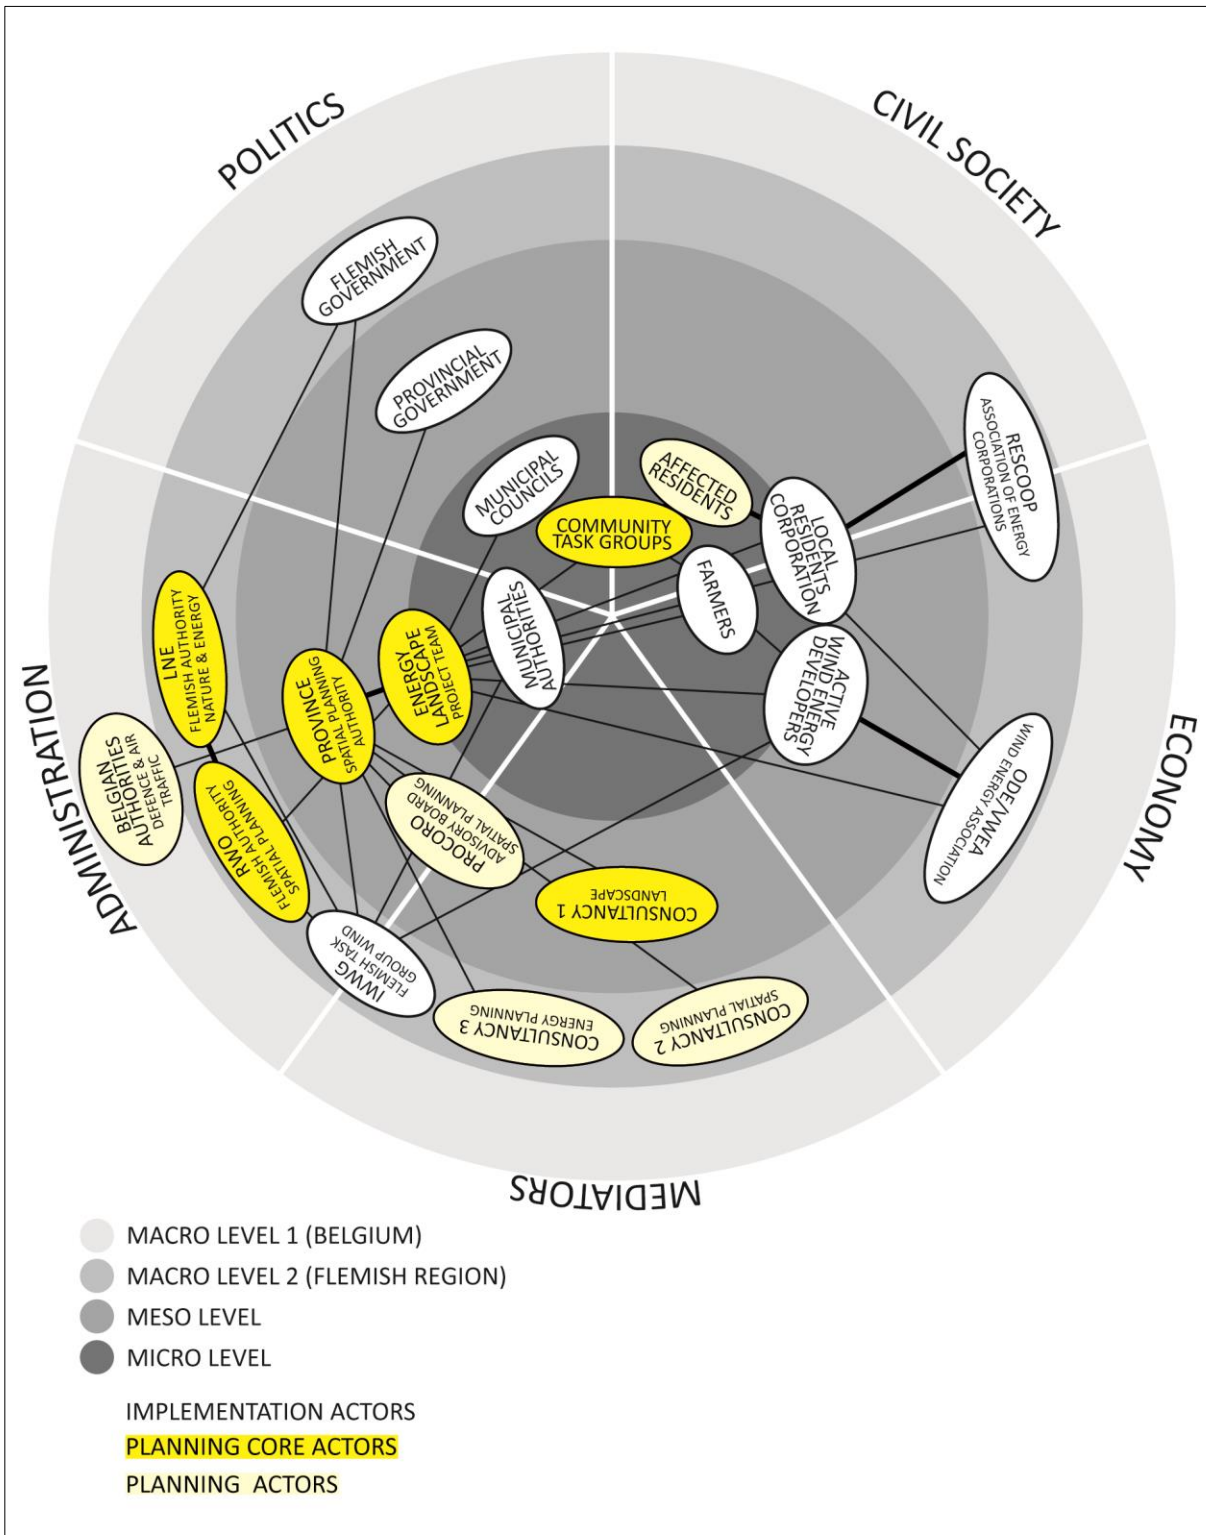 POLITICS
CIVIL SOCIETY
FLEMISH
GOVERNMENT
PROVINCIAL
GOVERNMENT
MUNICIPAL
COUNCILS
AFFECTED
RESIDENTS
COMMUNITY
TASK GROUPS
LOCAL
RESIDENTS
CORPORATION
RESCOOP
ASSOCIATION OF ENERGY
CORPORATIONS
FARMERS
MUNICIPAL
AUTHORITIES
ENERGY
LANDSCAPE
PROJECT TEAM
PROVINCE
SPATIAL PLANNING
AUTHORITY
LNE
FLEMISH AUTHORITY
NATURE & ENERGY
BELGIAN
AUTHORITIES
DEFENCE & AIR
TRAFFIC
RWO
FLEMISH AUTHORITY
SPATIAL PLANNING
ADMINISTRATION
ACTIVE
WIND ENERGY
DEVELOPERS
ODE/VWEA
WIND ENERGY ASSOCIATION
ECONOMY
PROCORO
ADVISORY BOARD
SPATIAL PLANNING
CONSULTANCY 1
LANDSCAPE
IWWG
FLEMISH TASK
GROUP WIND
CONSULTANCY 3
ENERGY PLANNING
CONSULTANCY 2
SPATIAL PLANNING
MEDIATORS
MACRO LEVEL 1 (BELGIUM)
MACRO LEVEL 2 (FLEMISH REGION)
MESO LEVEL
MICRO LEVEL
IMPLEMENTATION ACTORS
PLANNING CORE ACTORS
PLANNING ACTORS